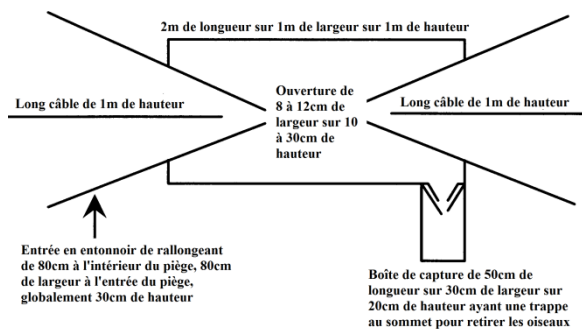 2m de longueur sur 1m de largeur sur 1m de hauteur
Ouverture de
8 à 12cm de
largeur sur 10
à 30cm de
hauteur
Long câble de 1m de hauteur
Long câble de 1m de hauteur
Entrée en entonnoir de rallongeant
de 80cm à l'intérieur du piège, 80cm
de largeur à l'entrée du piège,
globalement 30cm de hauteur
Boîte de capture de 50cm de
longueur sur 30cm de largeur sur
20cm de hauteur ayant une trappe
au sommet pour retirer les oiseaux